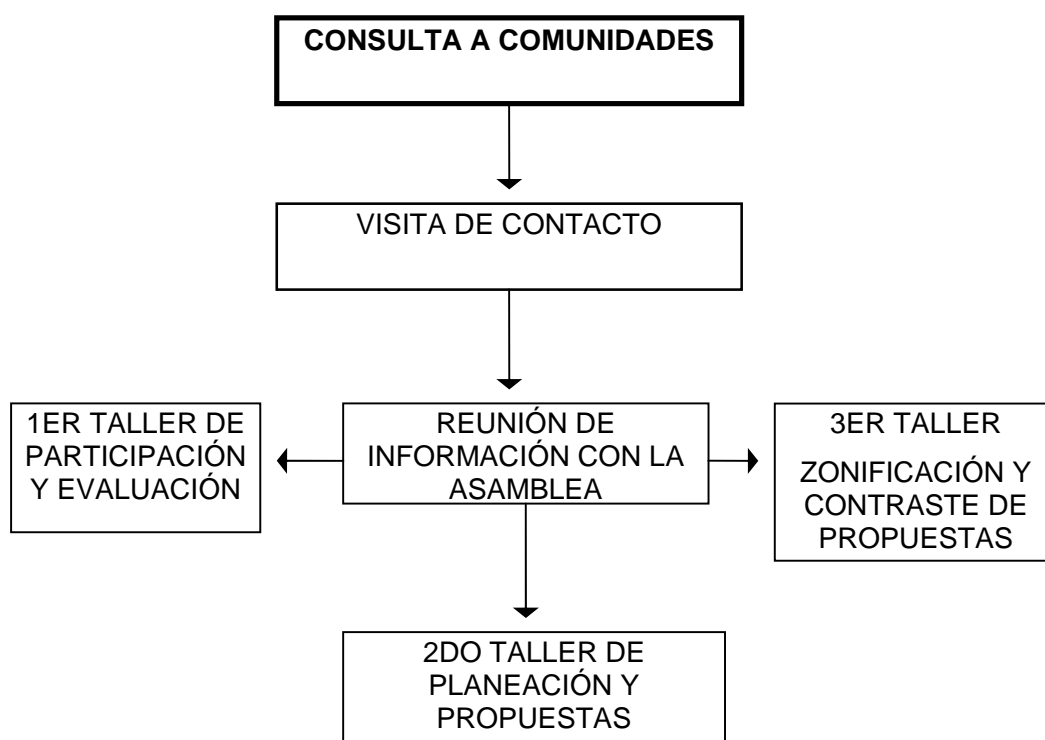 CONSULTA A COMUNIDADES
VISITA DE CONTACTO
1ER TALLER DE
PARTICIPACIÓN
Y EVALUACIÓN
REUNIÓN DE
INFORMACIÓN CON LA
ASAMBLEA
3ER TALLER
ZONIFICACIÓN Y
CONTRASTE DE
PROPUESTAS
2DO TALLER DE
PLANEACIÓN Y
PROPUESTAS